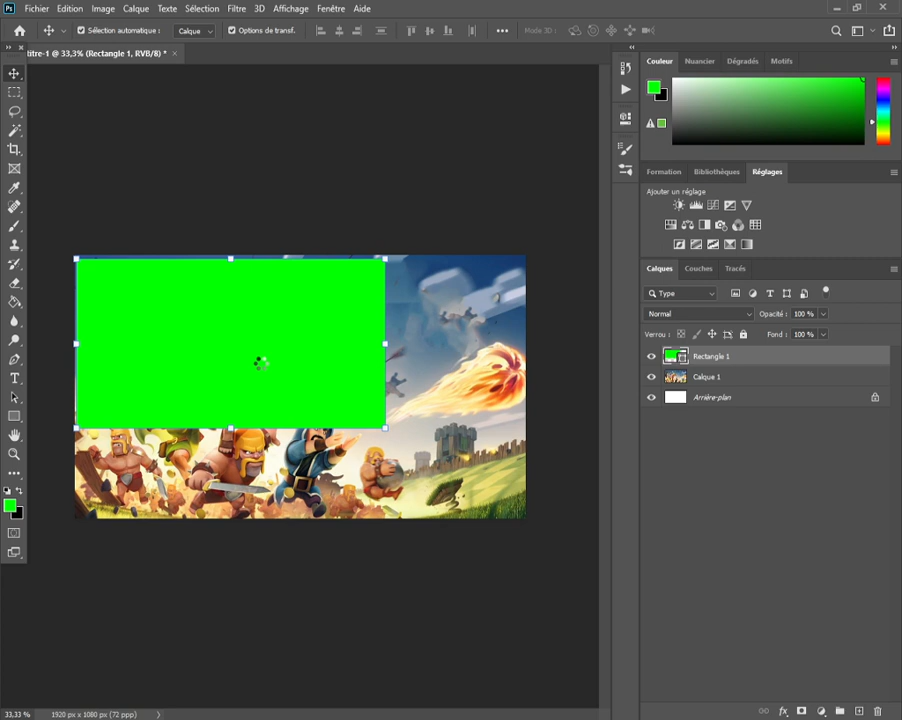 Ps Fichier Edition Image Calque Texte Sélection Filtre 3D Affichage Fenêtre Aide
Sélection automatique : Calque Options de transf. Mode 3D :
titre-1 @ 33,3% (Rectangle 1, RVB/8) *
Couleur Nuancier Dégradés Motifs
Formation Bibliothèques Réglages
Ajouter un réglage
Calques Couches Tracés
Type
Normal Opacité : 100 %
Verrou : Fond : 100 %
Rectangle 1
Calque 1
Arrière-plan
33,33 % 1920 px x 1080 px (72 ppp)